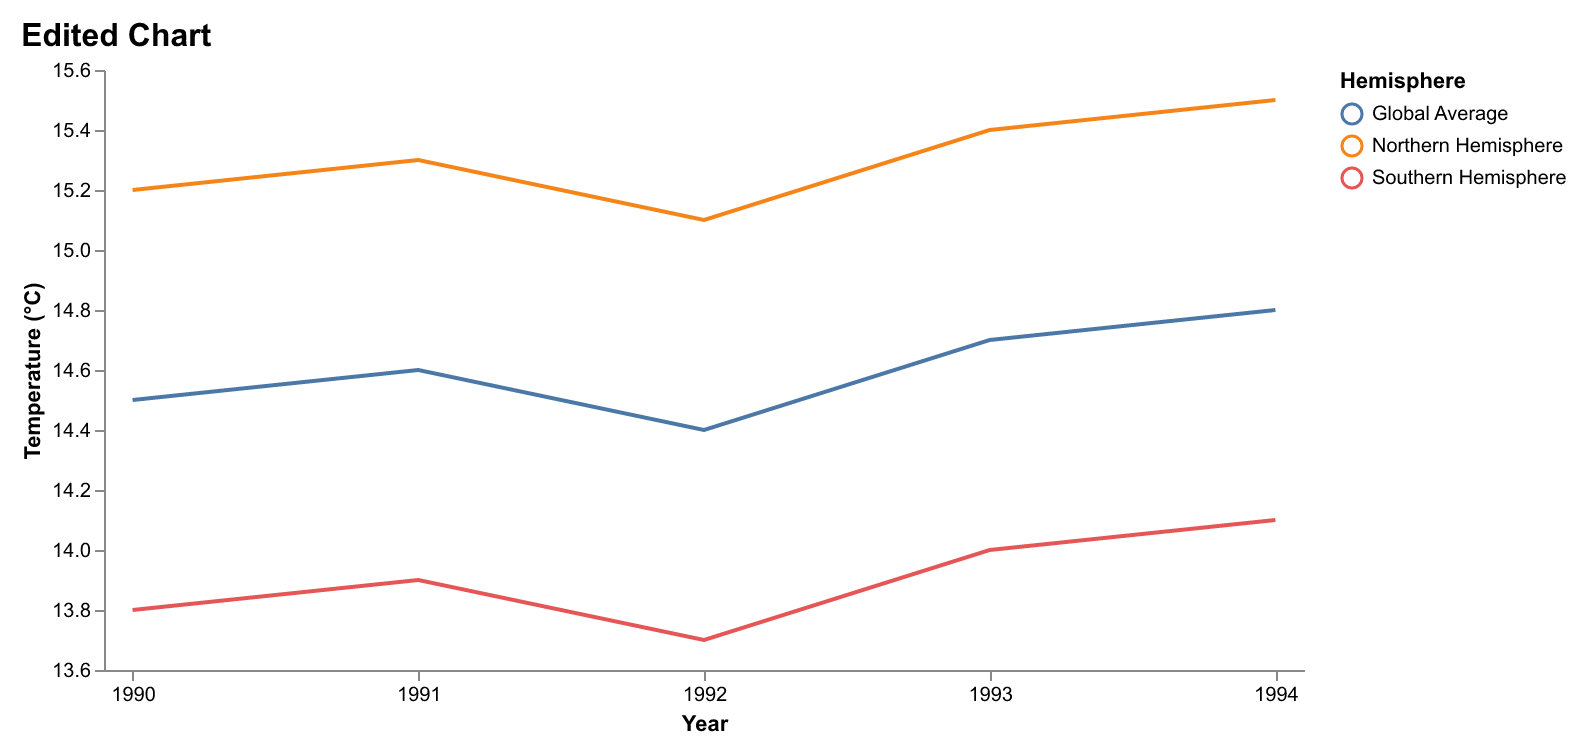 Edited Chart
15.6
15.4
15.2
15.0
14.8
14.6
14.4
14.2
14.0
13.8
13.6
Temperature (°C)
1990 1991 1992 1993 1994
Year
Hemisphere
Global Average
Northern Hemisphere
Southern Hemisphere